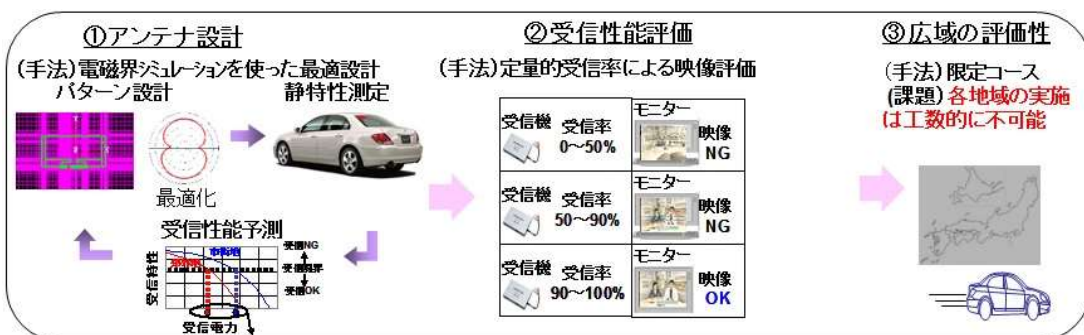 ①アンテナ設計
(手法)電磁界シミュレーションを使った最適設計
パターン設計
静特性測定
最適化
受信性能予測
市街地
受信NG
受信限界
受信OK
受信特性
受信電力
②受信性能評価
(手法)定量的受信率による映像評価
受信機
受信率
0～50%
モニター
映像
NG
受信機
受信率
50～90%
モニター
映像
NG
受信機
受信率
90～100%
モニター
映像
OK
③広域の評価性
(手法)限定コース
(課題)各地域の実施
は工数的に不可能